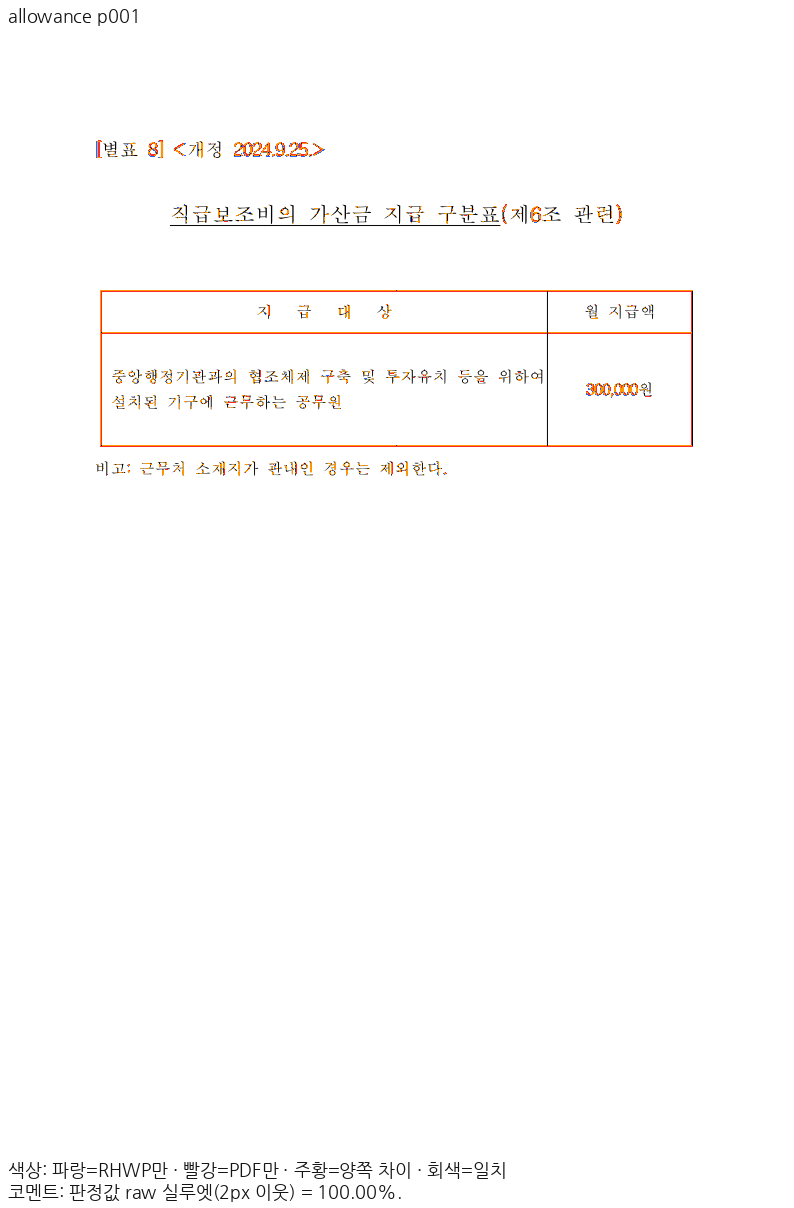 allowance p001
[별표 8] <개정 2024.9.25.>
직급보조비의 가산금 지급 구분표(제6조 관련)
지 급 대 상
월 지급액
중앙행정기관과의 협조체제 구축 및 투자유치 등을 위하여
설치된 기구에 근무하는 공무원
300,000원
비고: 근무처 소재지가 관내인 경우는 제외한다.
색상: 파랑=RHWP만 · 빨강=PDF만 · 주황=양쪽 차이 · 회색=일치
코멘트: 판정값 raw 실루엣(2px 이웃) = 100.00%.